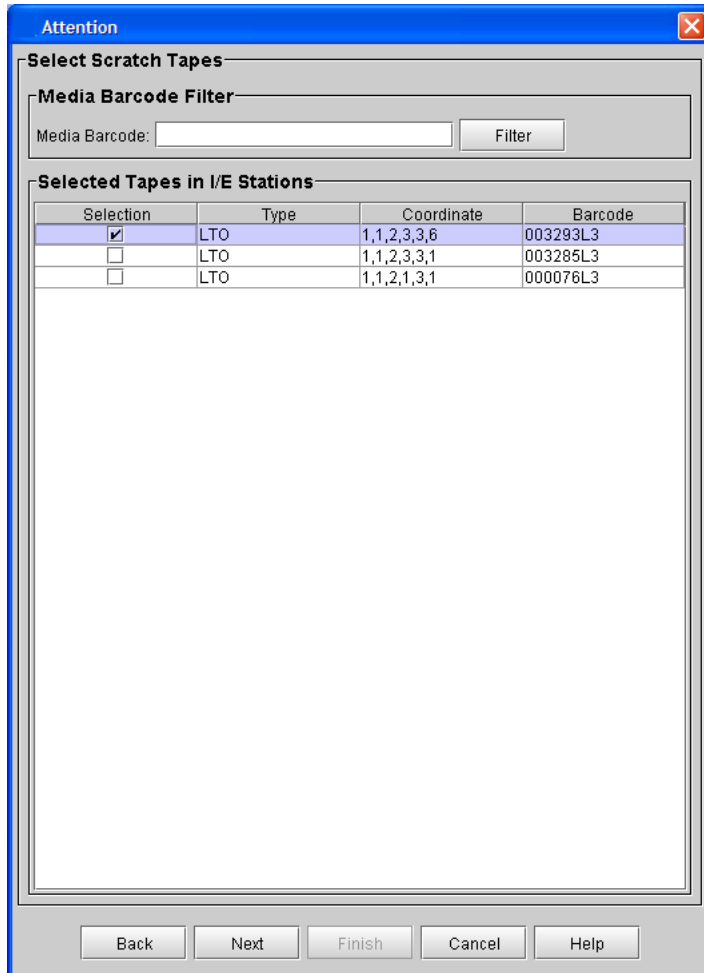 Attention
Select Scratch Tapes
Media Barcode Filter
Media Barcode: Filter
Selected Tapes in I/E Stations
Selection Type Coordinate Barcode
LTO 1,1,2,3,3,6 003293L3
LTO 1,1,2,3,3,1 003285L3
LTO 1,1,2,1,3,1 000076L3
Back Next Finish Cancel Help